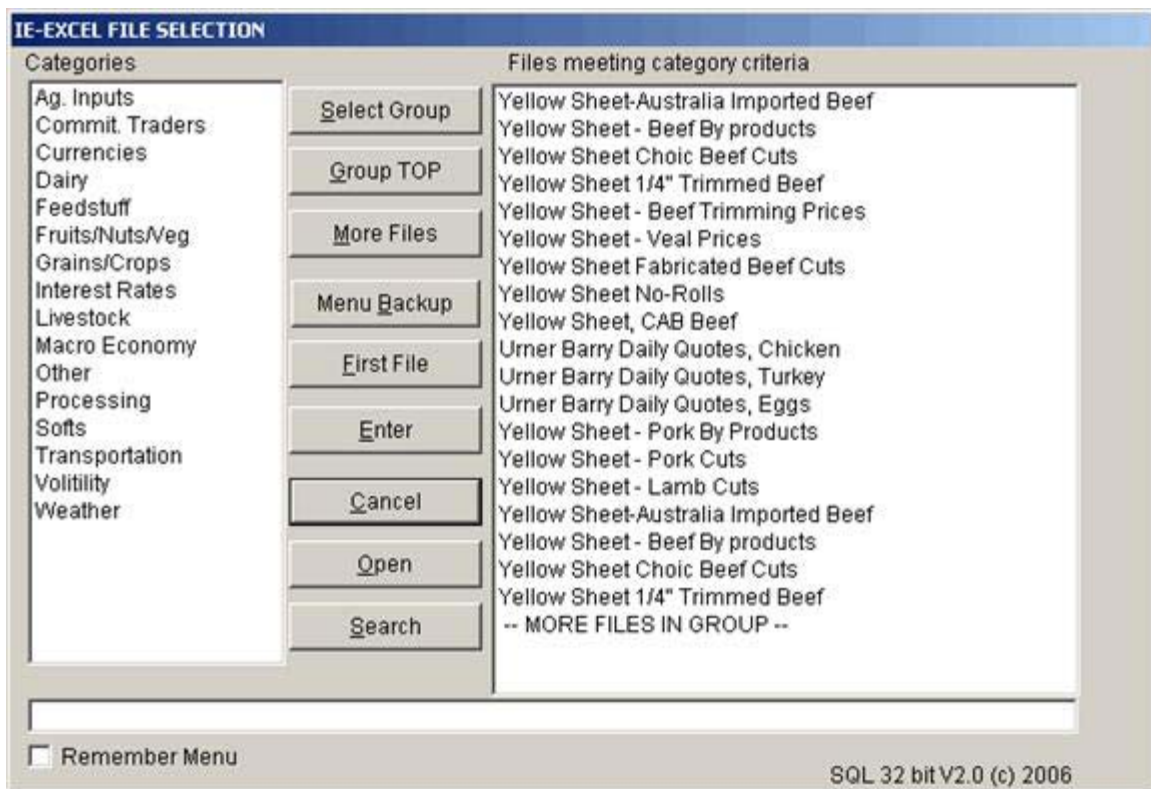 IE-EXCEL FILE SELECTION
Categories
Ag. Inputs
Commit. Traders
Currencies
Dairy
Feedstuff
Fruits/Nuts/Veg
Grains/Crops
Interest Rates
Livestock
Macro Economy
Other
Processing
Softs
Transportation
Volitility
Weather
Select Group
Group TOP
More Files
Menu Backup
First File
Enter
Cancel
Open
Search
Files meeting category criteria
Yellow Sheet-Australia Imported Beef
Yellow Sheet - Beef By products
Yellow Sheet Choic Beef Cuts
Yellow Sheet 1/4" Trimmed Beef
Yellow Sheet - Beef Trimming Prices
Yellow Sheet - Veal Prices
Yellow Sheet Fabricated Beef Cuts
Yellow Sheet No-Rolls
Yellow Sheet, CAB Beef
Urner Barry Daily Quotes, Chicken
Urner Barry Daily Quotes, Turkey
Urner Barry Daily Quotes, Eggs
Yellow Sheet - Pork By Products
Yellow Sheet - Pork Cuts
Yellow Sheet - Lamb Cuts
Yellow Sheet-Australia Imported Beef
Yellow Sheet - Beef By products
Yellow Sheet Choic Beef Cuts
Yellow Sheet 1/4" Trimmed Beef
-- MORE FILES IN GROUP --
Remember Menu
SQL 32 bit V2.0 (c) 2006